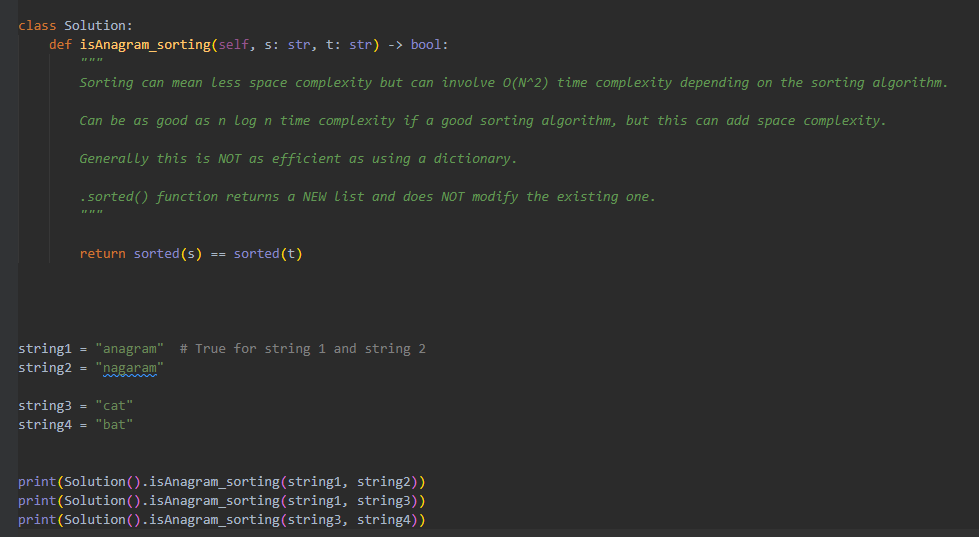 class Solution:
    def isAnagram_sorting(self, s: str, t: str) -> bool:
        """
        Sorting can mean less space complexity but can involve O(N^2) time complexity depending on the sorting algorithm.
        Can be as good as n log n time complexity if a good sorting algorithm, but this can add space complexity.
        Generally this is NOT as efficient as using a dictionary.
        .sorted() function returns a NEW list and does NOT modify the existing one.
        """
        return sorted(s) == sorted(t)
string1 = "anagram"  # True for string 1 and string 2
string2 = "nagaram"
string3 = "cat"
string4 = "bat"
print(Solution().isAnagram_sorting(string1, string2))
print(Solution().isAnagram_sorting(string1, string3))
print(Solution().isAnagram_sorting(string3, string4))